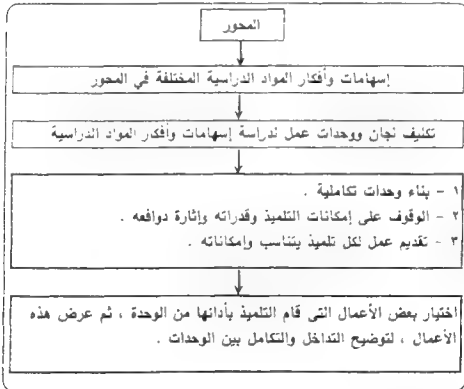 المحور
إسهامات وأفكار المواد الدراسية المختلفة في المحور
تكليف لجان ووحدات عمل لدراسة إسهامات وأفكار المواد الدراسية
١ - بناء وحدات تكاملية .
٢ - الوقوف على إمكانات التلميذ وقدراته وإثارة دوافعه .
٣ - تقديم عمل لكل تلميذ يتناسب وإمكاناته .
اختيار بعض الأعمال التى قام التلميذ بأدائها من الوحدة ، ثم عرض هذه
الأعمال ، لتوضيح التداخل والتكامل بين الوحدات .